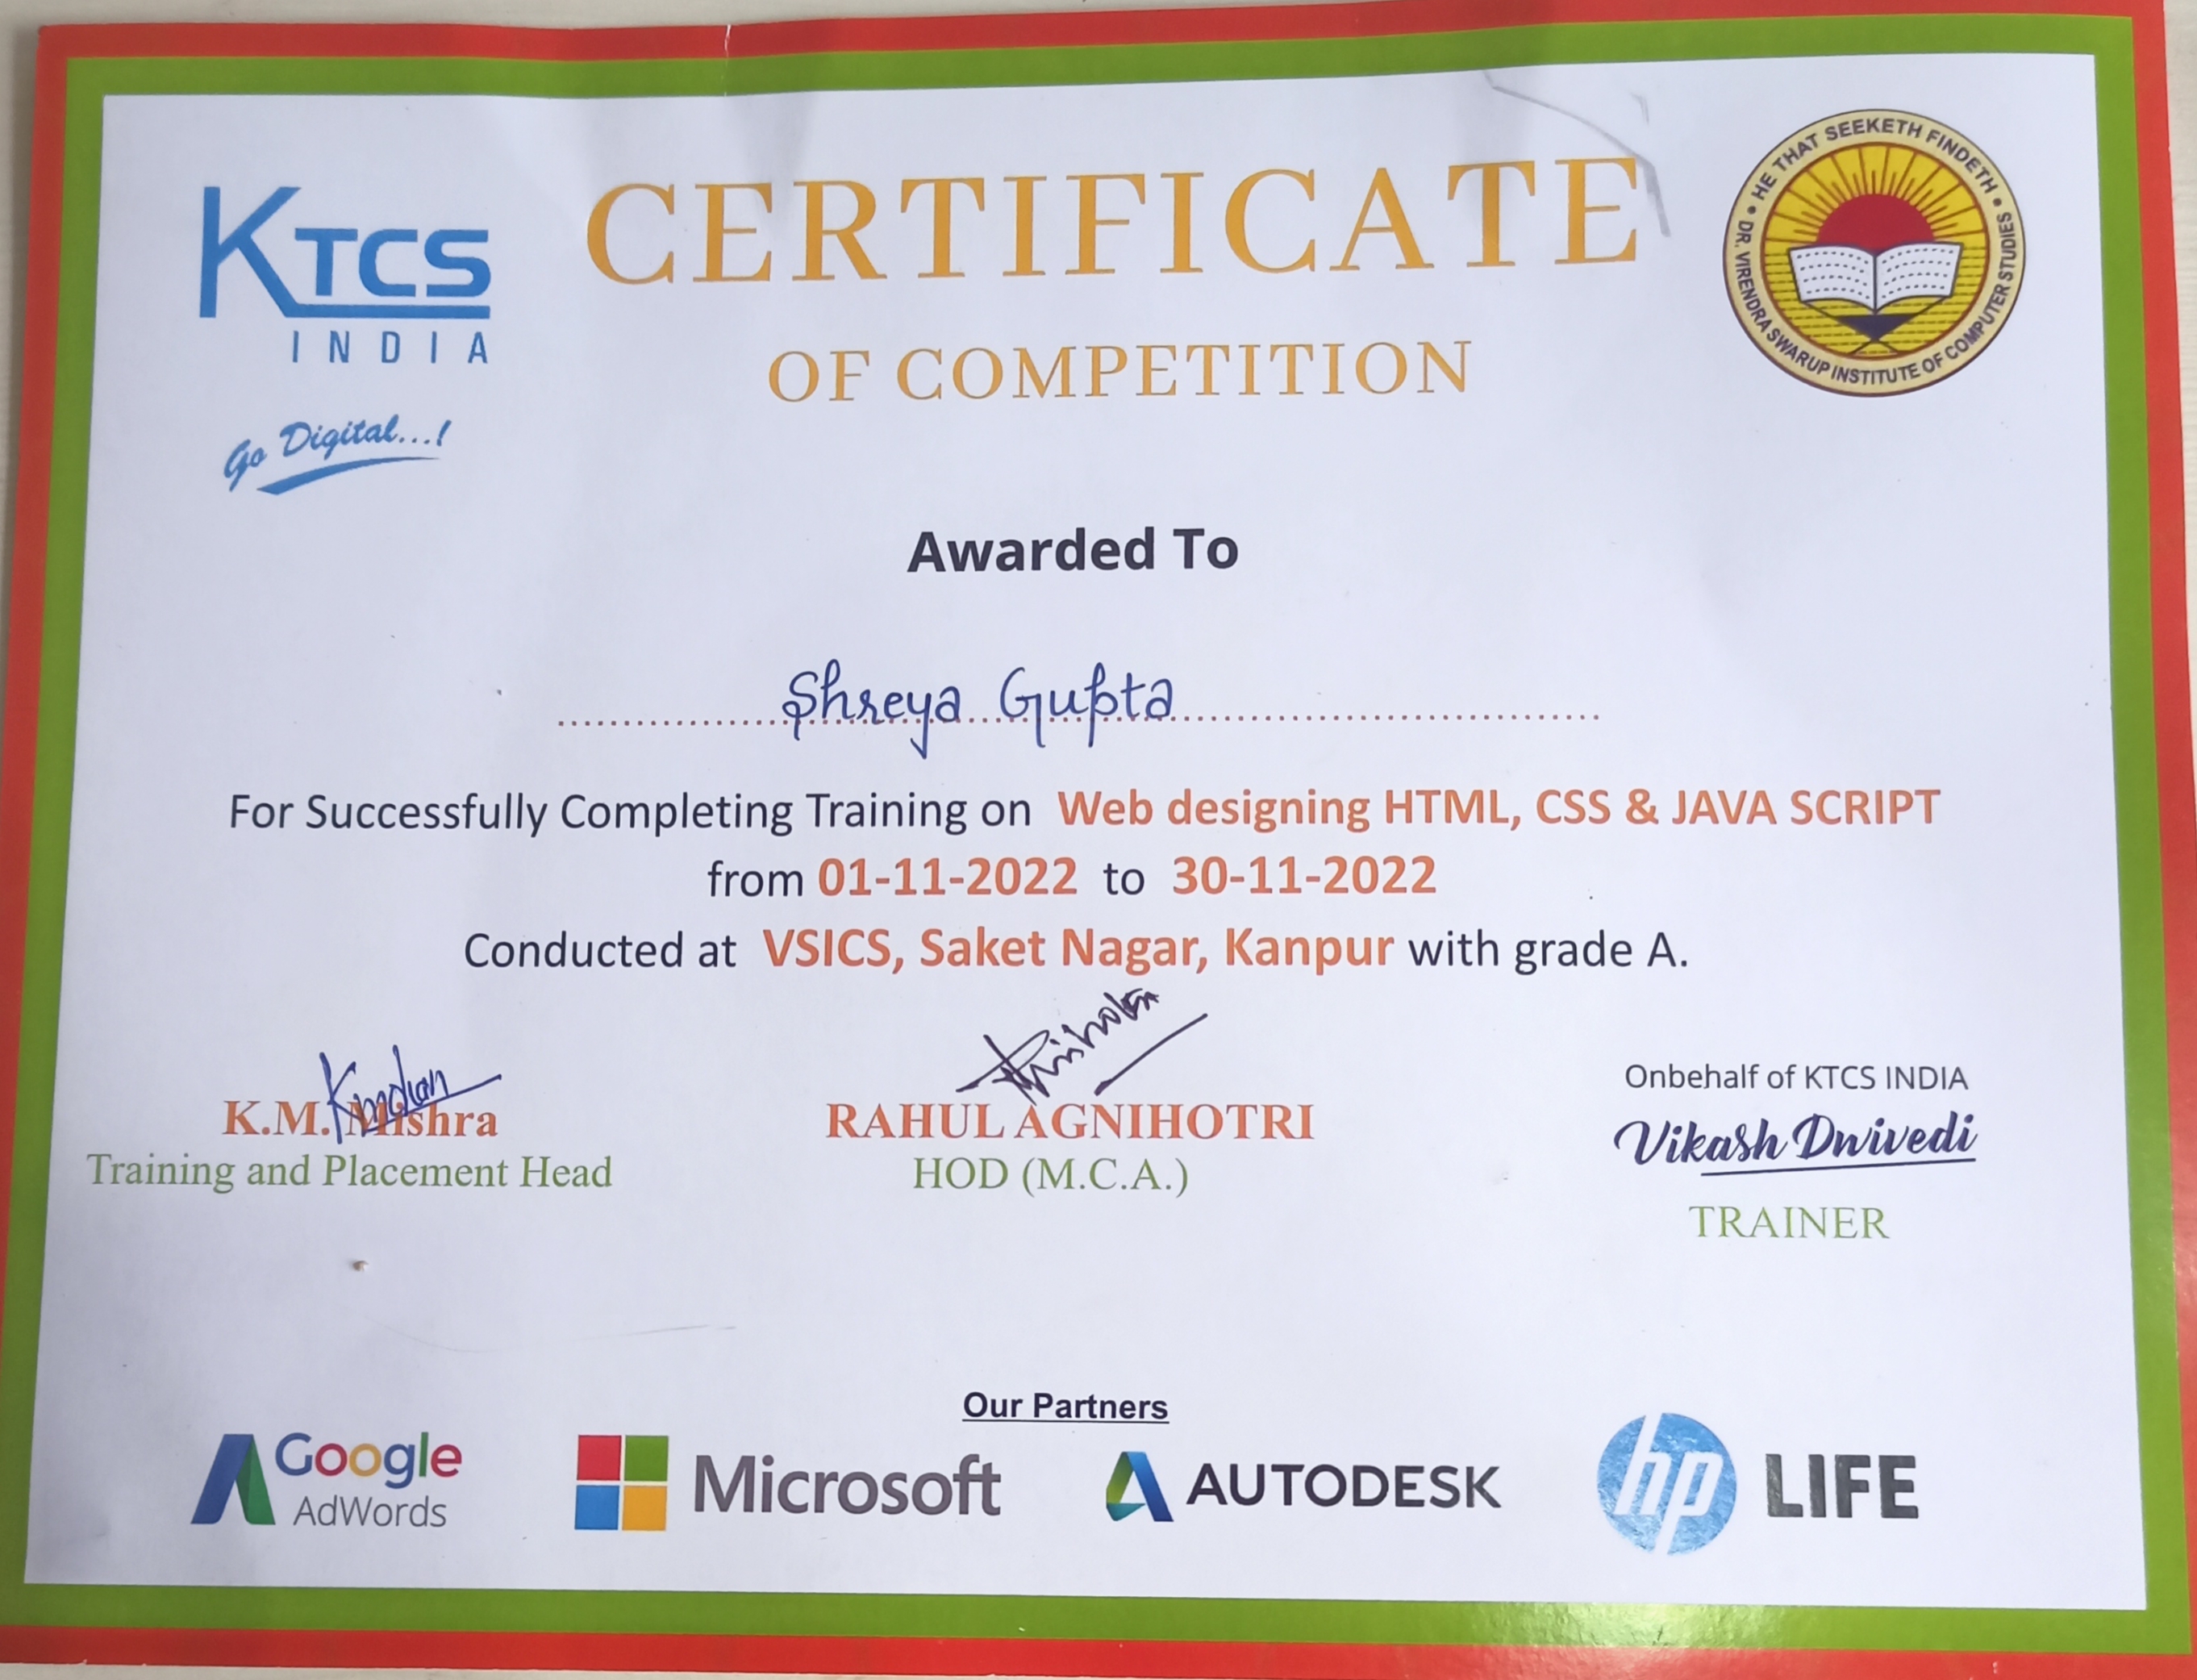 KTCS
INDIA
Go Digital...!
CERTIFICATE
OF COMPETITION
• HE THAT SEEKETH FINDETH •
DR. VIRENDRA SWARUP INSTITUTE OF COMPUTER STUDIES
Awarded To
Shreya Gupta
For Successfully Completing Training on Web designing HTML, CSS & JAVA SCRIPT
from 01-11-2022 to 30-11-2022
Conducted at VSICS, Saket Nagar, Kanpur with grade A.
K.M. Mishra
Training and Placement Head
RAHUL AGNIHOTRI
HOD (M.C.A.)
Onbehalf of KTCS INDIA
Vikash Dwivedi
TRAINER
Our Partners
Google
AdWords
Microsoft
AUTODESK
hp LIFE